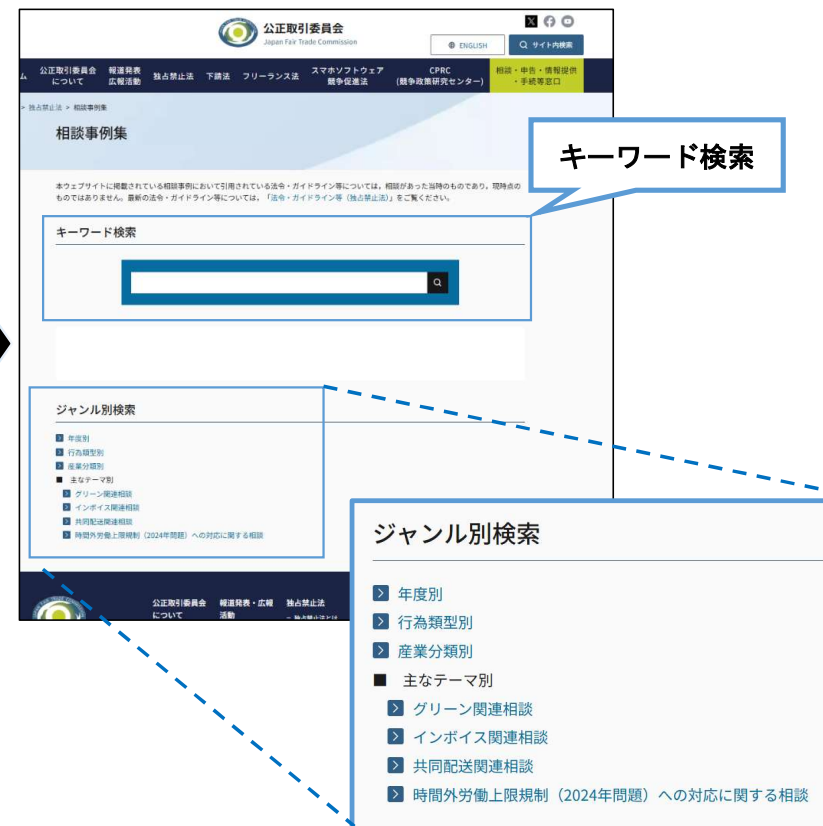 公正取引委員会
Japan Fair Trade Commission
ENGLISH
サイト内検索
ム
公正取引委員会について
報道発表広報活動
独占禁止法
下請法
フリーランス法
スマホソフトウェア競争促進法
CPRC(競争政策研究センター)
相談・申告・情報提供・手続等窓口
> 独占禁止法 > 相談事例集
相談事例集
キーワード検索
本ウェブサイトに掲載されている相談事例において引用されている法令・ガイドライン等については,相談があった当時のものであり,現時点の
ものではありません。最新の法令・ガイドライン等については,「法令・ガイドライン等(独占禁止法)」をご覧ください。
キーワード検索
ジャンル別検索
年度別
行為類型別
産業分類別
■ 主なテーマ別
グリーン関連相談
インボイス関連相談
共同配送関連相談
時間外労働上限規制(2024年問題)への対応に関する相談
公正取引委員会について
報道発表・広報活動
独占禁止法
− 独占禁止法とは
ジャンル別検索
年度別
行為類型別
産業分類別
■ 主なテーマ別
グリーン関連相談
インボイス関連相談
共同配送関連相談
時間外労働上限規制(2024年問題)への対応に関する相談